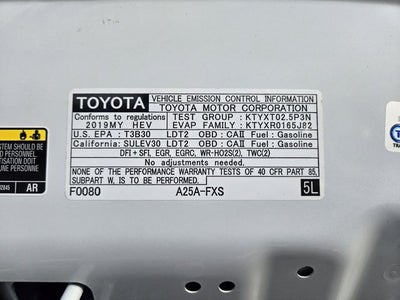 TOYOTA
VEHICLE EMISSION CONTROL INFORMATION
TOYOTA MOTOR CORPORATION
Conforms to regulations
2019MY HEV
TEST GROUP : KTYXT02.5P3N
EVAP FAMILY : KTYXR0165J82
U.S. EPA : T3B30 LDT2 OBD : CAII Fuel : Gasoline
California: SULEV30 LDT2 OBD : CAII Fuel : Gasoline
DFI + SFI, EGR, EGRC, WR-HO2S(2), TWC(2)
No adjustments needed.
NONE OF THE PERFORMANCE WARRANTY TESTS OF 40 CFR PART 85,
SUBPART W, IS TO BE PERFORMED.
F0080 A25A-FXS 5L
AND
PERSONNEL.
DOIT
AR